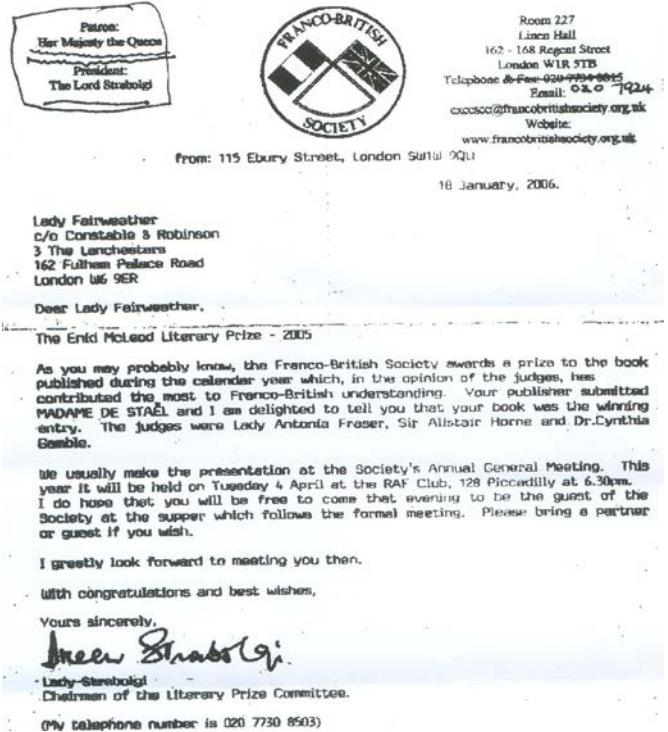 Patron:
Her Majesty the Queen
President:
The Lord Strabolgi
FRANCO-BRITISH
SOCIETY
Room 227
Linen Hall
162 - 168 Regent Street
London W1R 5TB
Telephone & Fax: 020 7734 0815
Email: 020 7924
execsec@francobritishsociety.org.uk
Website:
www.francobritishsociety.org.uk
from: 115 Ebury Street, London SW1W 9QU
18 January, 2006.
Lady Fairweather
c/o Constable & Robinson
3 The Lanchesters
162 Fulham Palace Road
London W6 9ER
Dear Lady Fairweather,
The Enid McLeod Literary Prize - 2005
As you may probably know, the Franco-British Society awards a prize to the book
published during the calendar year which, in the opinion of the judges, has
contributed the most to Franco-British understanding. Your publisher submitted
MADAME DE STAËL and I am delighted to tell you that your book was the winning
entry. The judges were Lady Antonia Fraser, Sir Alistair Horne and Dr.Cynthia
Gamble.
We usually make the presentation at the Society's Annual General Meeting. This
year it will be held on Tuesday 4 April at the RAF Club, 128 Piccadilly at 6.30pm.
I do hope that you will be free to come that evening to be the guest of the
Society at the supper which follows the formal meeting. Please bring a partner
or guest if you wish.
I greatly look forward to meeting you then.
With congratulations and best wishes,
Yours sincerely,
Strabolgi.
Lady Strabolgi
Chairman of the Literary Prize Committee.
(My telephone number is 020 7730 8503)